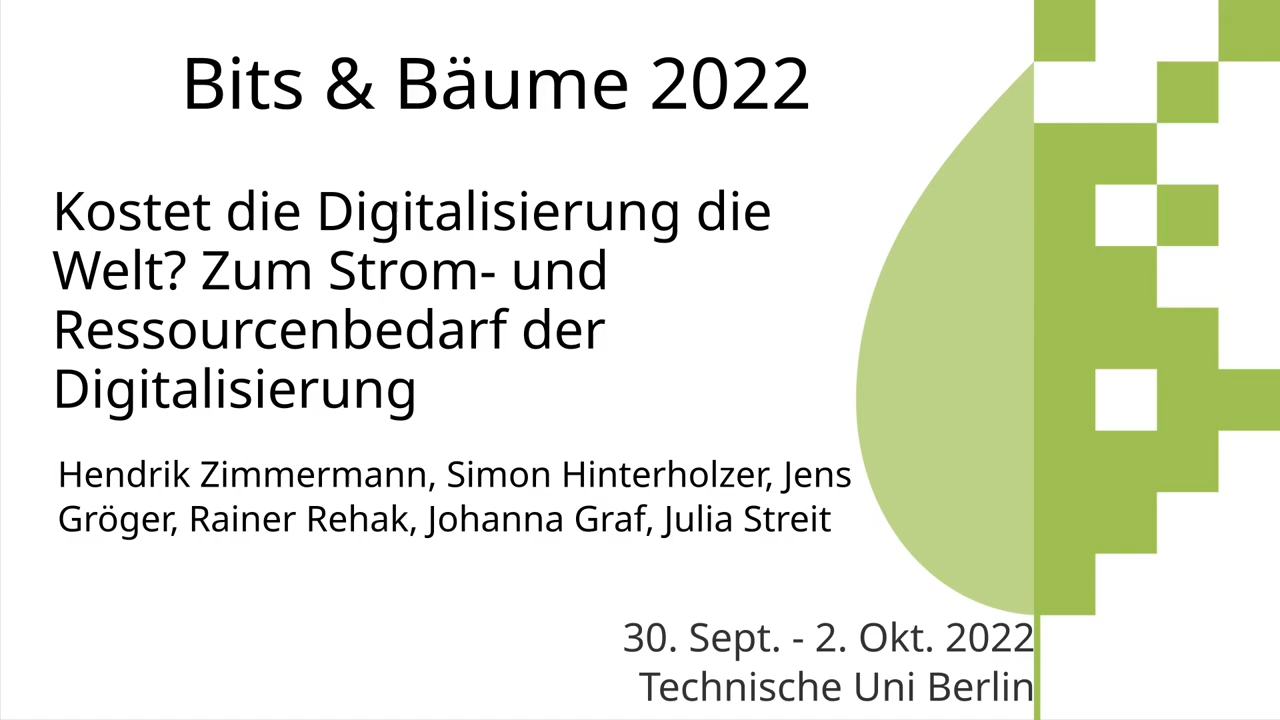 Bits & Bäume 2022
Kostet die Digitalisierung die
Welt? Zum Strom- und
Ressourcenbedarf der
Digitalisierung
Hendrik Zimmermann, Simon Hinterholzer, Jens
Gröger, Rainer Rehak, Johanna Graf, Julia Streit
30. Sept. - 2. Okt. 2022
Technische Uni Berlin